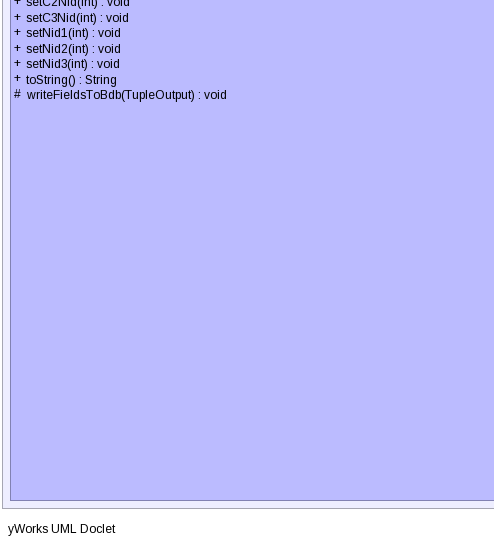 + setC2Nid(int) : void
+ setC3Nid(int) : void
+ setNid1(int) : void
+ setNid2(int) : void
+ setNid3(int) : void
+ toString() : String
# writeFieldsToBdb(TupleOutput) : void
yWorks UML Doclet